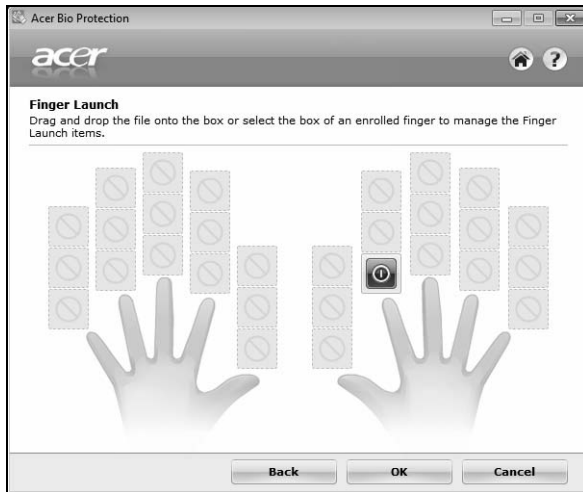 Acer Bio Protection
acer
Finger Launch
Drag and drop the file onto the box or select the box of an enrolled finger to manage the Finger
Launch items.
Back OK Cancel